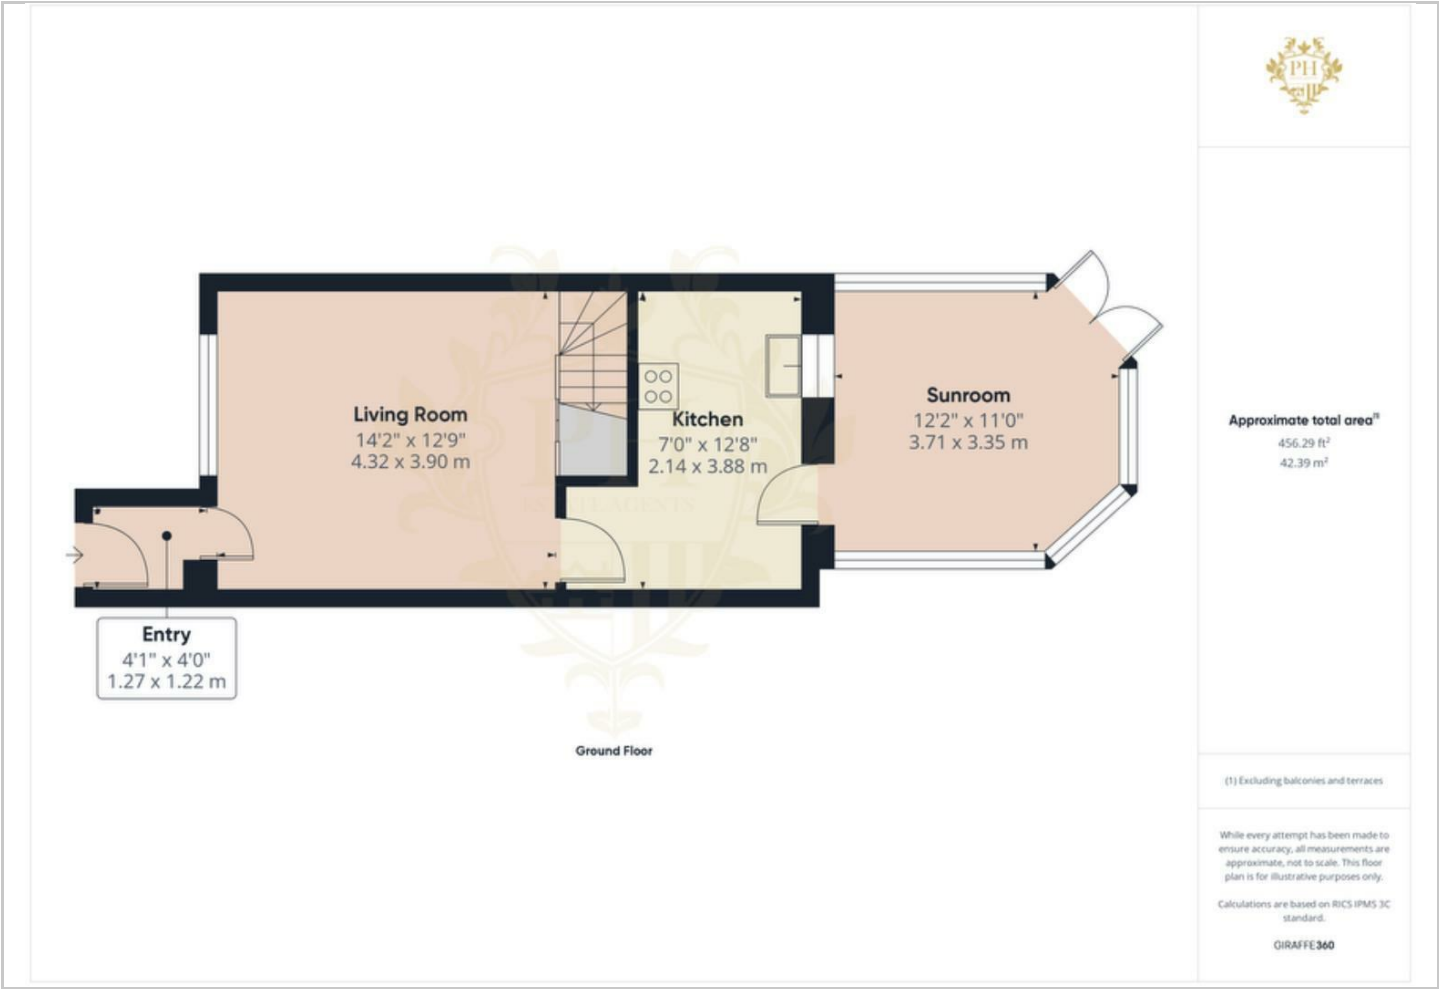 PH
Living Room
14'2" x 12'9"
4.32 x 3.90 m
Kitchen
7'0" x 12'8"
2.14 x 3.88 m
Sunroom
12'2" x 11'0"
3.71 x 3.35 m
PH
ESTATE AGENTS
Entry
4'1" x 4'0"
1.27 x 1.22 m
Ground Floor
Approximate total area⁽¹⁾
456.29 ft²
42.39 m²
(1) Excluding balconies and terraces
While every attempt has been made to
ensure accuracy, all measurements are
approximate, not to scale. This floor
plan is for illustrative purposes only.
Calculations are based on RICS IPMS 3C
standard.
GIRAFFE360